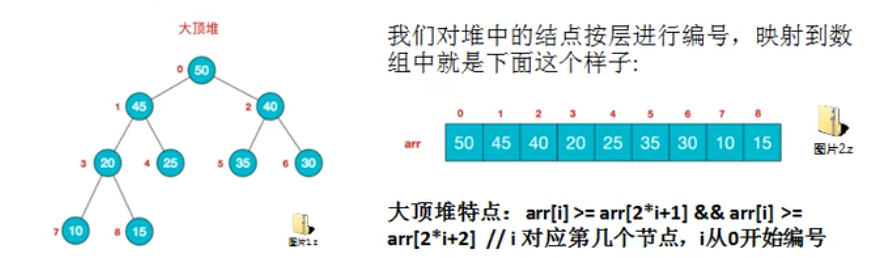 大顶堆
0 50
1 45
2 40
3 20
4 25
5 35
6 30
7 10
8 15
图片1.z
我们对堆中的结点按层进行编号，映射到数
组中就是下面这个样子:
0 1 2 3 4 5 6 7 8
arr 50 45 40 20 25 35 30 10 15
图片2.z
大顶堆特点：arr[i] >= arr[2*i+1] && arr[i] >=
arr[2*i+2] // i 对应第几个节点，i从0开始编号